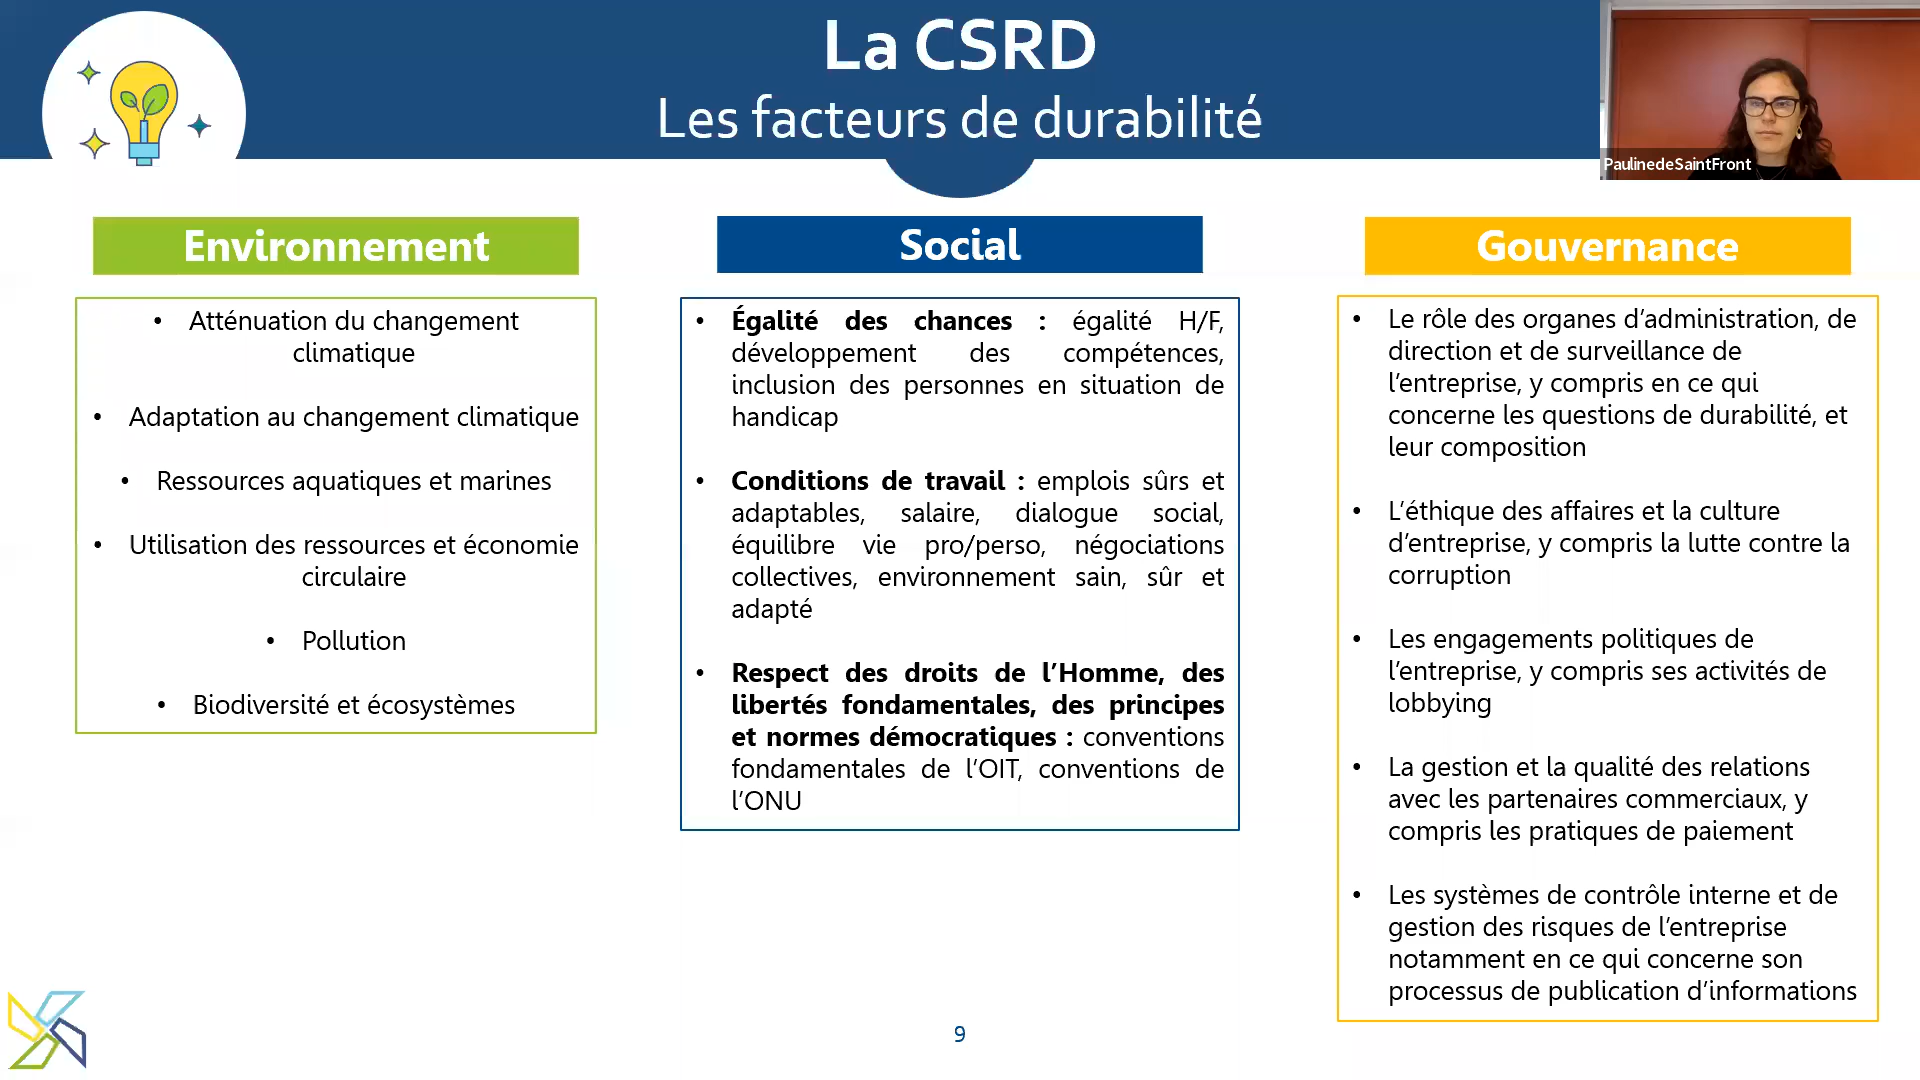 La CSRD
Les facteurs de durabilité
PaulinedeSaintFront
Environnement
• Atténuation du changement
climatique
• Adaptation au changement climatique
• Ressources aquatiques et marines
• Utilisation des ressources et économie
circulaire
• Pollution
• Biodiversité et écosystèmes
Social
• Égalité des chances : égalité H/F,
développement des compétences,
inclusion des personnes en situation de
handicap
• Conditions de travail : emplois sûrs et
adaptables, salaire, dialogue social,
équilibre vie pro/perso, négociations
collectives, environnement sain, sûr et
adapté
• Respect des droits de l’Homme, des
libertés fondamentales, des principes
et normes démocratiques : conventions
fondamentales de l’OIT, conventions de
l’ONU
Gouvernance
• Le rôle des organes d’administration, de
direction et de surveillance de
l’entreprise, y compris en ce qui
concerne les questions de durabilité, et
leur composition
• L’éthique des affaires et la culture
d’entreprise, y compris la lutte contre la
corruption
• Les engagements politiques de
l’entreprise, y compris ses activités de
lobbying
• La gestion et la qualité des relations
avec les partenaires commerciaux, y
compris les pratiques de paiement
• Les systèmes de contrôle interne et de
gestion des risques de l’entreprise
notamment en ce qui concerne son
processus de publication d’informations
9